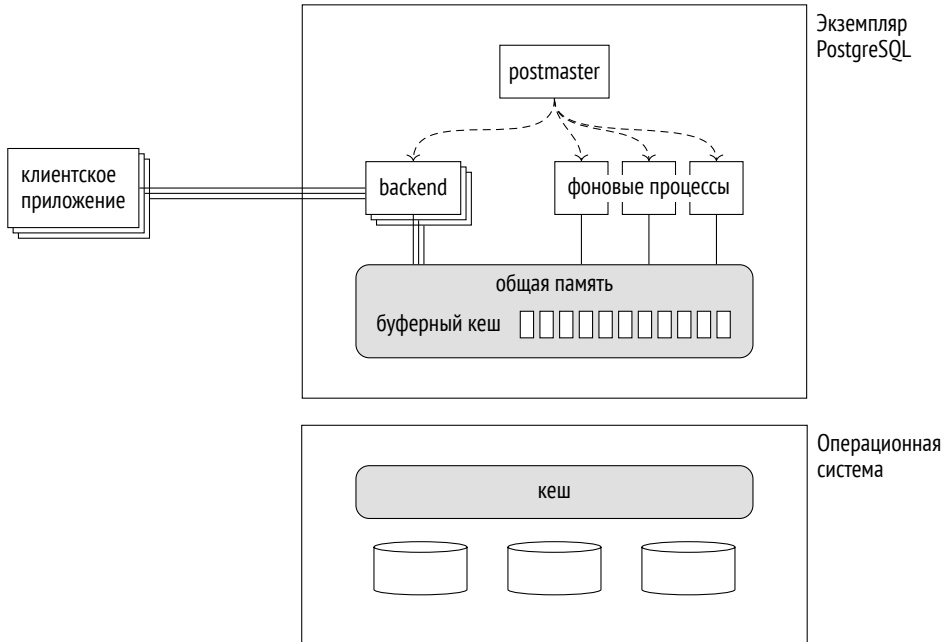 Экземпляр
PostgreSQL
postmaster
клиентское
приложение
backend
фоновые процессы
общая память
буферный кеш
Операционная
система
кеш